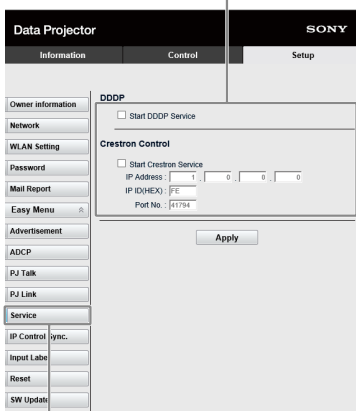 Data Projector
SONY
Information
Control
Setup
Owner information
Network
WLAN Setting
Password
Mail Report
Easy Menu
Advertisement
ADCP
PJ Talk
PJ Link
Service
IP Control Sync.
Input Label
Reset
SW Update
DDDP
Start DDDP Service
Crestron Control
Start Crestron Service
IP Address : 1 . 0 . 0 . 0
IP ID(HEX) : FE
Port No. : 41794
Apply